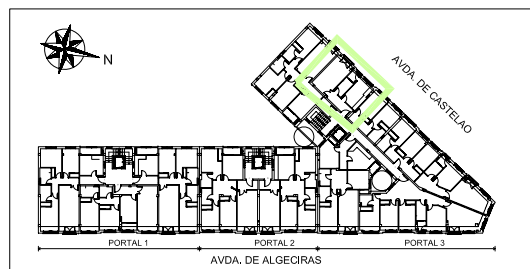 N
AVDA. DE CASTELAO
PORTAL 1
PORTAL 2
PORTAL 3
AVDA. DE ALGECIRAS